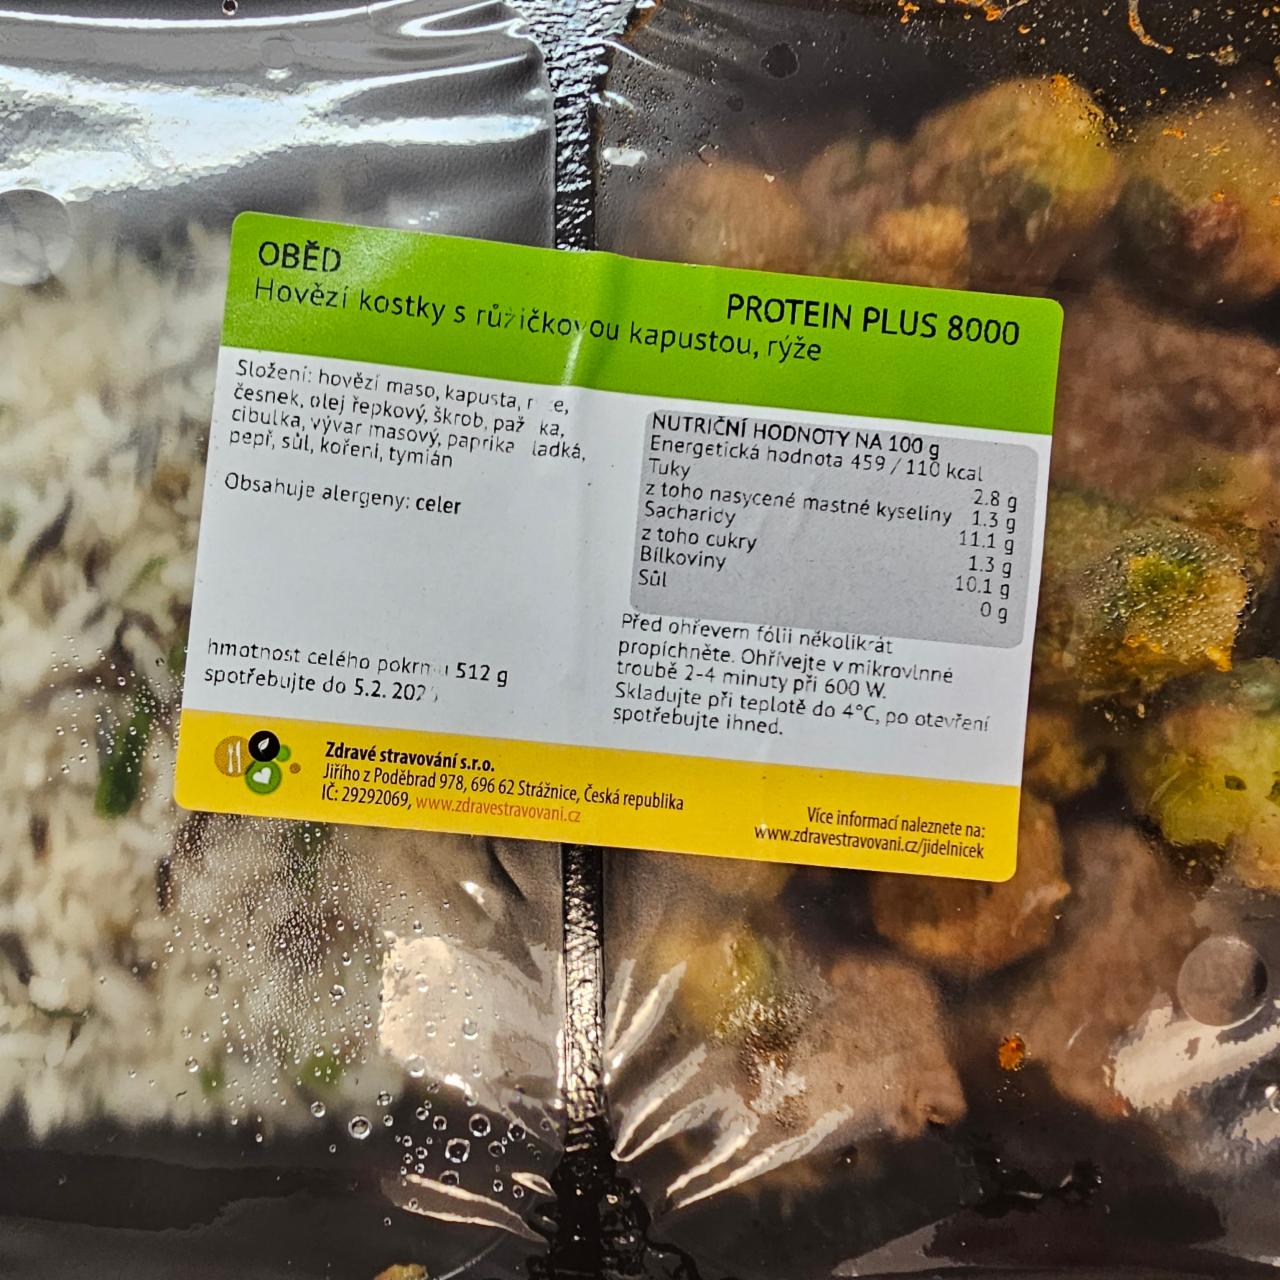 OBĚD
PROTEIN PLUS 8000
Hovězí kostky s růžičkovou kapustou, rýže
Složení: hovězí maso, kapusta,
česnek, olej řepkový, škrob,
cibulka, vývar masový, paprika
pepř, sůl, koření, tymián
Obsahuje alergeny: celer
hmotnost celého 512 g
spotřebujte do 5.2.
NUTRIČNÍ HODNOTY NA 100 g
Energetická hodnota 459 / 110 kcal
Tuky 2.8 g
z toho nasycené mastné kyseliny 1.3 g
Sacharidy 11.1 g
z toho cukry 1.3 g
Bílkoviny 10.1 g
Sůl 0 g
Před ohřevem fólii několikrát
propíchněte. Ohřívejte v mikrovlnné
troubě 2-4 minuty při 600 W.
Skladujte při teplotě do 4°C, po otevření
spotřebujte ihned.
Zdravé stravování s.r.o.
Jiřího z Poděbrad 978, 696 62 Strážnice, Česká republika
IČ: 29292069, www.zdravestravovani.cz
Více informací naleznete na:
www.zdravestravovani.cz/jidelnicek